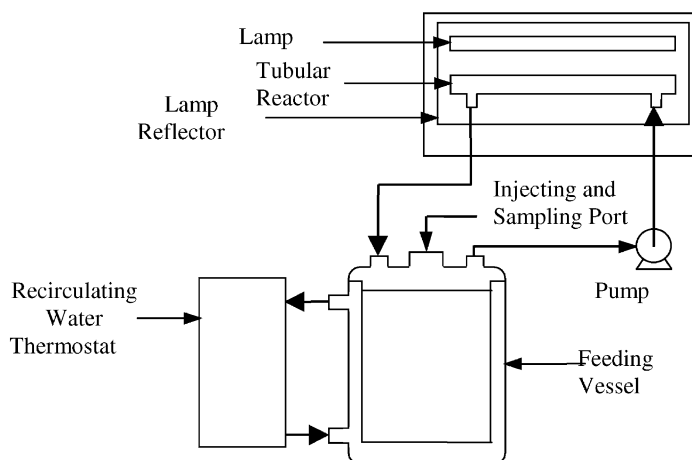 Lamp
Tubular
Reactor
Lamp
Reflector
Injecting and
Sampling Port
Pump
Recirculating
Water
Thermostat
Feeding
Vessel